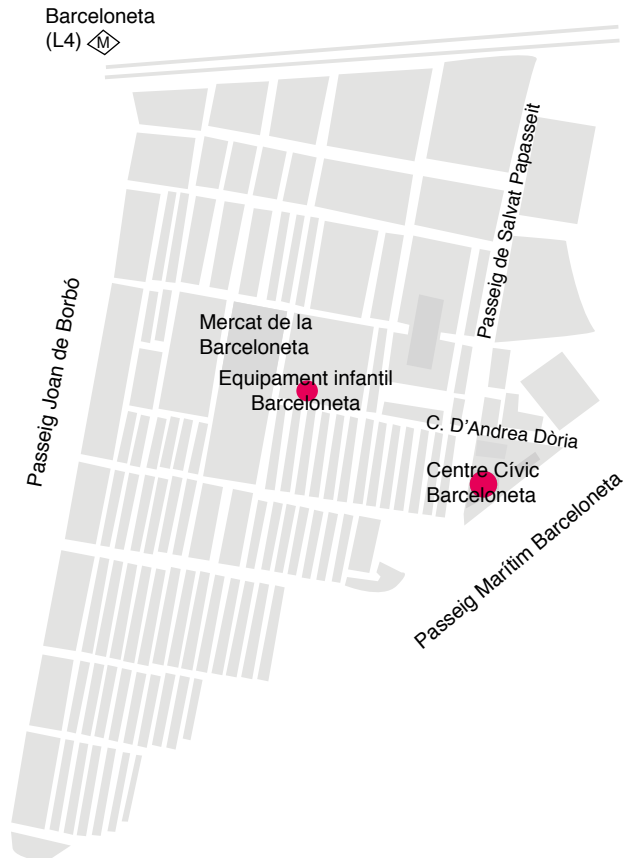 Barceloneta
(L4) M
Passeig de Salvat Papasseit
Passeig Joan de Borbó
Mercat de la
Barceloneta
Equipament infantil
Barceloneta
C. D'Andrea Dòria
Centre Cívic
Barceloneta
Passeig Marítim Barceloneta